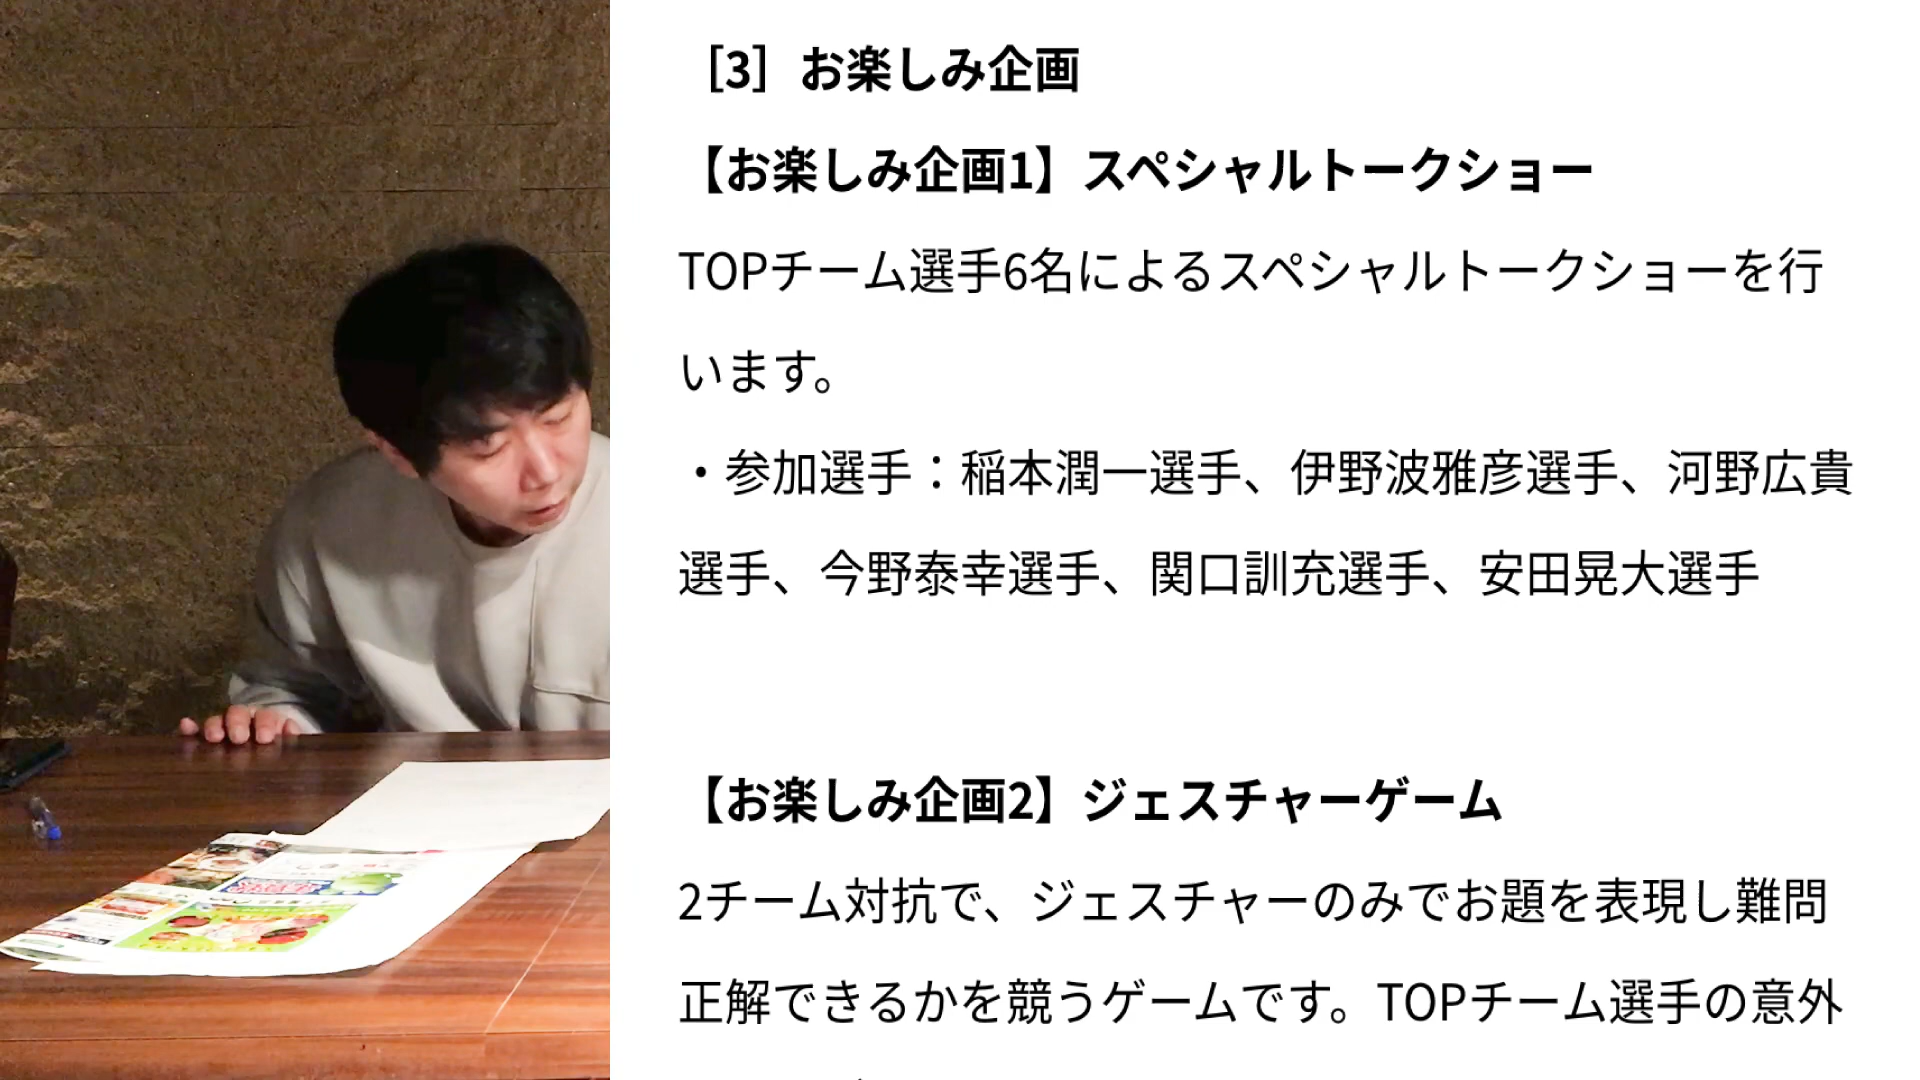 ［3］お楽しみ企画
【お楽しみ企画1】スペシャルトークショー
TOPチーム選手6名によるスペシャルトークショーを行
います。
・参加選手：稲本潤一選手、伊野波雅彦選手、河野広貴
選手、今野泰幸選手、関口訓充選手、安田晃大選手
【お楽しみ企画2】ジェスチャーゲーム
2チーム対抗で、ジェスチャーのみでお題を表現し難問
正解できるかを競うゲームです。TOPチーム選手の意外